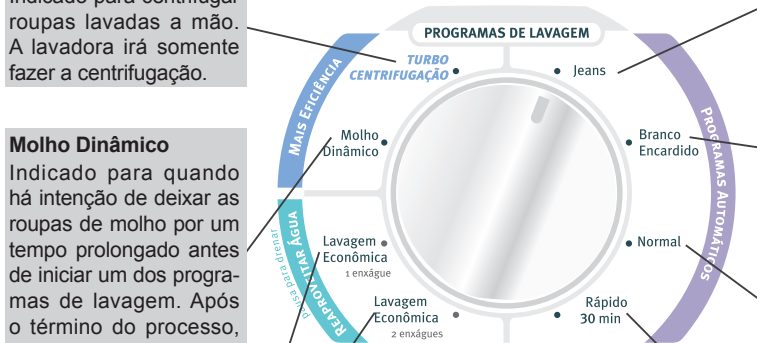 Indicado para centrifugar
roupas lavadas a mão.
A lavadora irá somente
fazer a centrifugação.
Molho Dinâmico
Indicado para quando
há intenção de deixar as
roupas de molho por um
tempo prolongado antes
de iniciar um dos progra-
mas de lavagem. Após
o término do processo,
PROGRAMAS DE LAVAGEM
TURBO
CENTRIFUGAÇÃO
Jeans
MAIS EFICIÊNCIA
Molho
Dinâmico
Branco
Encardido
PROGRAMAS AUTOMÁTICOS
REAPROVEITAR ÁGUA
pausa para drenar
Lavagem
Econômica
1 enxágue
Normal
Lavagem
Econômica
2 enxágues
Rápido
30 min